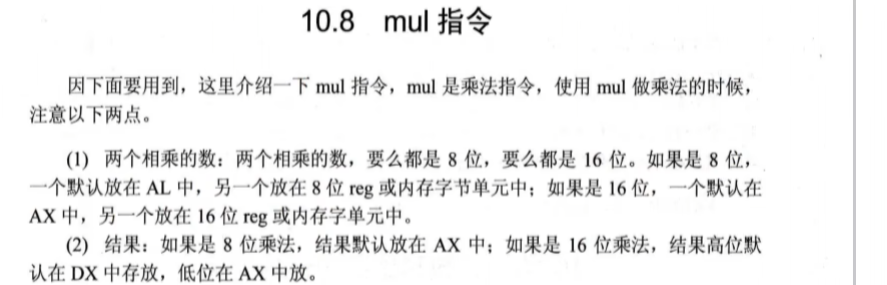 10.8 mul 指令
因下面要用到，这里介绍一下 mul 指令，mul 是乘法指令，使用 mul 做乘法的时候，
注意以下两点。
(1) 两个相乘的数：两个相乘的数，要么都是 8 位，要么都是 16 位。如果是 8 位，
一个默认放在 AL 中，另一个放在 8 位 reg 或内存字节单元中；如果是 16 位，一个默认在
AX 中，另一个放在 16 位 reg 或内存字单元中。
(2) 结果：如果是 8 位乘法，结果默认放在 AX 中；如果是 16 位乘法，结果高位默
认在 DX 中存放，低位在 AX 中放。